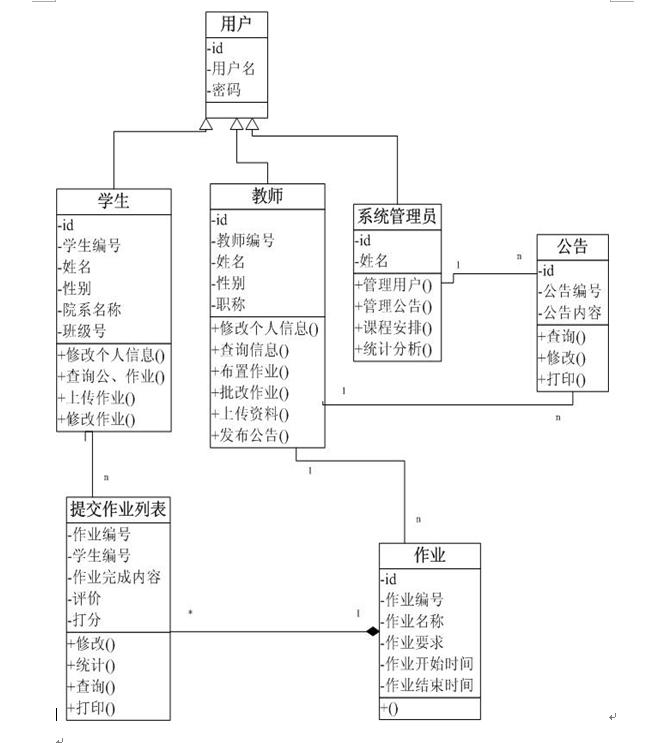 用户
-id
-用户名
-密码
学生
-id
-学生编号
-姓名
-性别
-院系名称
-班级号
+修改个人信息()
+查询公、作业()
+上传作业()
+修改作业()
教师
-id
-教师编号
-姓名
-性别
-职称
+修改个人信息()
+查询信息()
+布置作业()
+批改作业()
+上传资料()
+发布公告()
系统管理员
-id
-姓名
+管理用户()
+管理公告()
+课程安排()
+统计分析()
1
n
公告
-id
-公告编号
-公告内容
+查询()
+修改()
+打印()
1
n
n
1
n
提交作业列表
-作业编号
-学生编号
-作业完成内容
-评价
-打分
+修改()
+统计()
+查询()
+打印()
*
1
作业
-id
-作业编号
-作业名称
-作业要求
-作业开始时间
-作业结束时间
+()